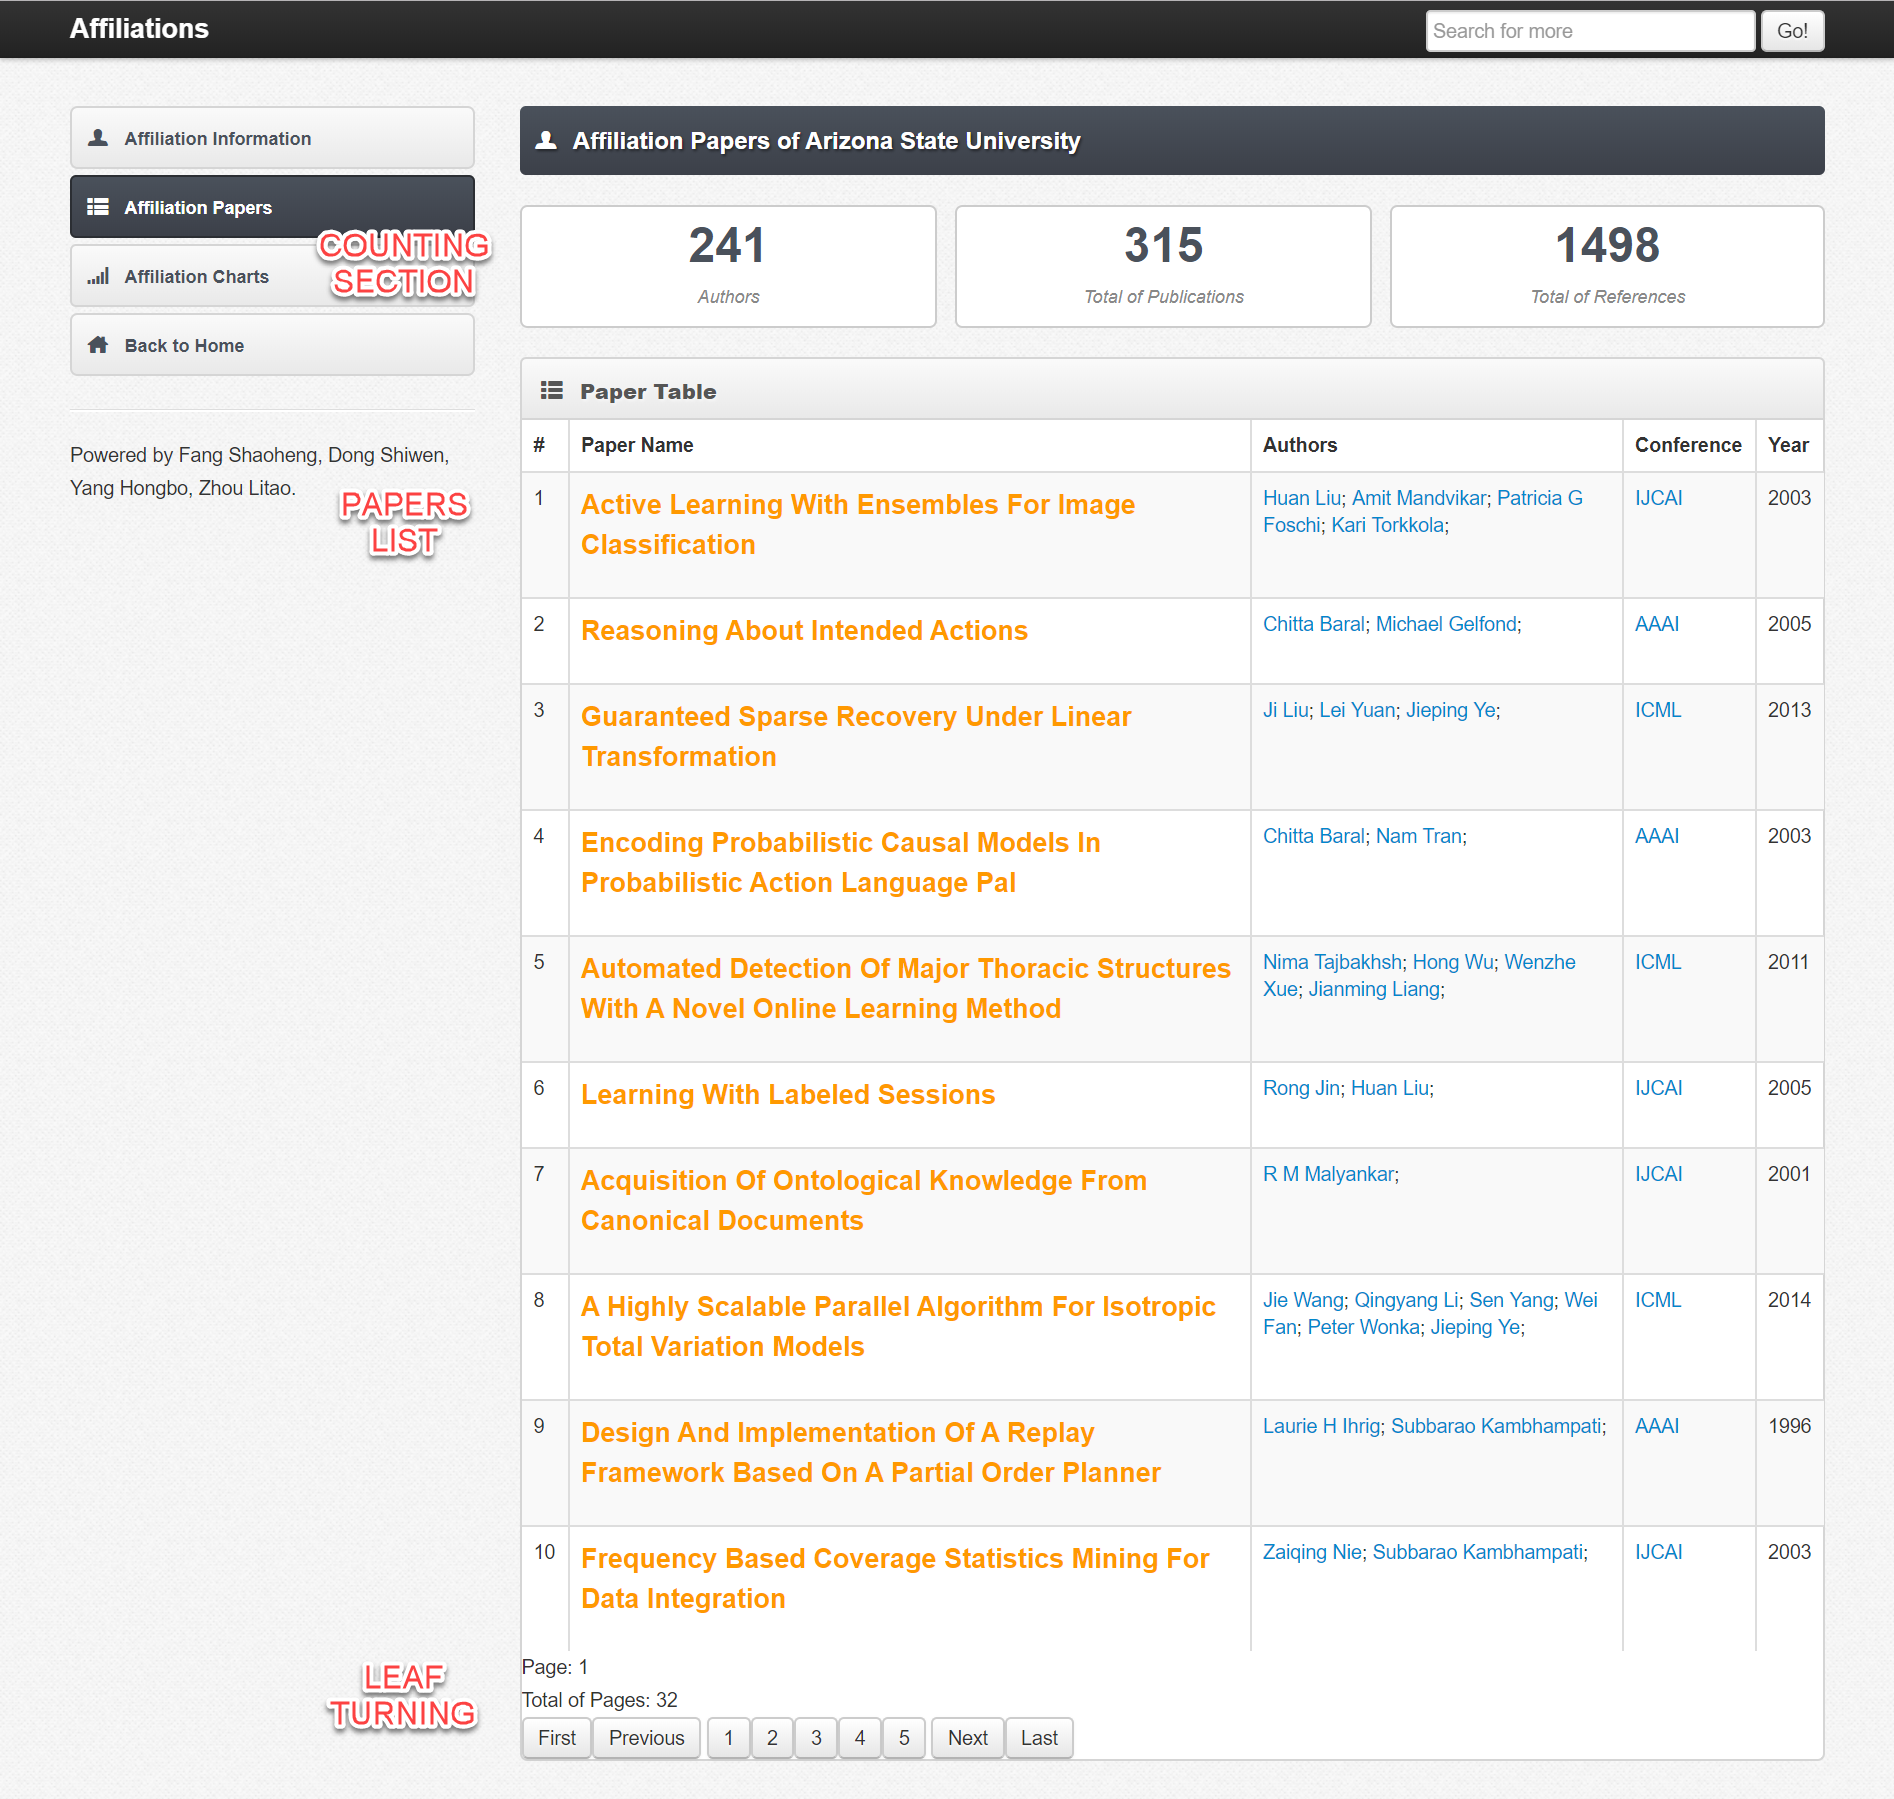 Affiliations
Search for more
Go!
Affiliation Information
Affiliation Papers
COUNTING
SECTION
Affiliation Charts
Back to Home
Powered by Fang Shaoheng, Dong Shiwen,
Yang Hongbo, Zhou Litao.
PAPERS
LIST
LEAF
TURNING
Affiliation Papers of Arizona State University
241
Authors
315
Total of Publications
1498
Total of References
Paper Table
# Paper Name Authors Conference Year
1 Active Learning With Ensembles For Image Huan Liu; Amit Mandvikar; Patricia G IJCAI 2003
Classification Foschi; Kari Torkkola;
2 Reasoning About Intended Actions Chitta Baral; Michael Gelfond; AAAI 2005
3 Guaranteed Sparse Recovery Under Linear Ji Liu; Lei Yuan; Jieping Ye; ICML 2013
Transformation
4 Encoding Probabilistic Causal Models In Chitta Baral; Nam Tran; AAAI 2003
Probabilistic Action Language Pal
5 Automated Detection Of Major Thoracic Structures Nima Tajbakhsh; Hong Wu; Wenzhe ICML 2011
With A Novel Online Learning Method Xue; Jianming Liang;
6 Learning With Labeled Sessions Rong Jin; Huan Liu; IJCAI 2005
7 Acquisition Of Ontological Knowledge From R M Malyankar; IJCAI 2001
Canonical Documents
8 A Highly Scalable Parallel Algorithm For Isotropic Jie Wang; Qingyang Li; Sen Yang; Wei ICML 2014
Total Variation Models Fan; Peter Wonka; Jieping Ye;
9 Design And Implementation Of A Replay Laurie H Ihrig; Subbarao Kambhampati; AAAI 1996
Framework Based On A Partial Order Planner
10 Frequency Based Coverage Statistics Mining For Zaiqing Nie; Subbarao Kambhampati; IJCAI 2003
Data Integration
Page: 1
Total of Pages: 32
First Previous 1 2 3 4 5 Next Last